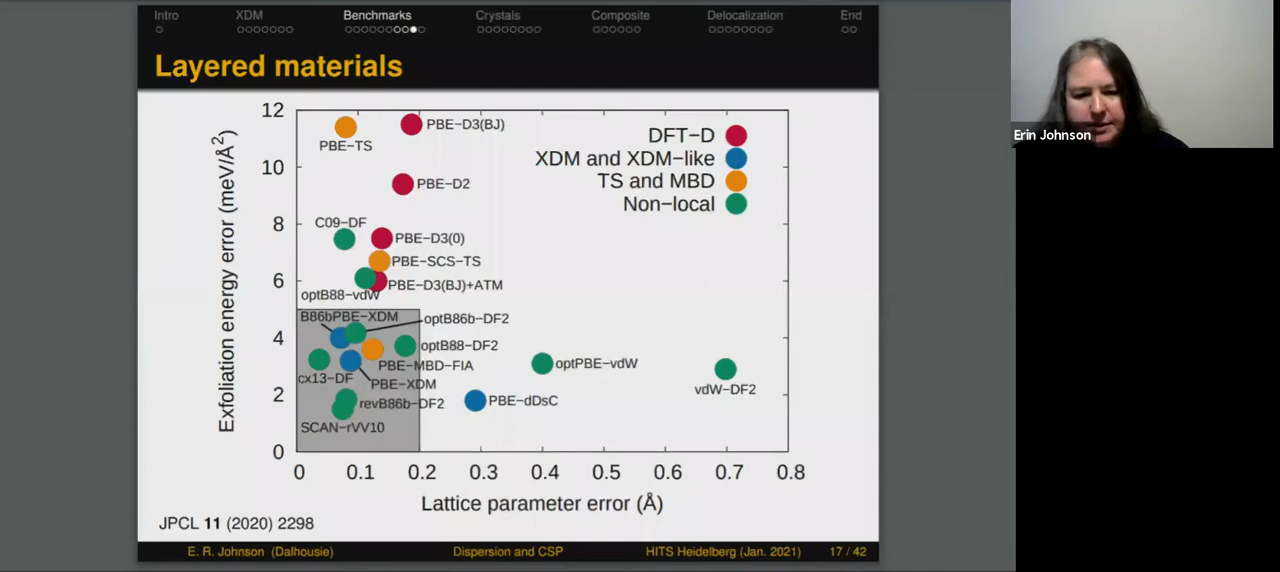 Intro
XDM
Benchmarks
Crystals
Composite
Delocalization
End
Layered materials
Erin Johnson
Exfoliation energy error (meV/Å²)
12
10
8
6
4
2
0
PBE−TS
PBE−D3(BJ)
PBE−D2
C09−DF
PBE−D3(0)
PBE−SCS−TS
PBE−D3(BJ)+ATM
optB88−vdW
B86bPBE−XDM
optB86b−DF2
optB88−DF2
PBE−MBD−FIA
cx13−DF
PBE−XDM
revB86b−DF2
SCAN−rVV10
optPBE−vdW
PBE−dDsC
vdW−DF2
DFT−D
XDM and XDM−like
TS and MBD
Non−local
0 0.1 0.2 0.3 0.4 0.5 0.6 0.7 0.8
Lattice parameter error (Å)
JPCL 11 (2020) 2298
E. R. Johnson (Dalhousie)
Dispersion and CSP
HITS Heidelberg (Jan. 2021)
17 / 42